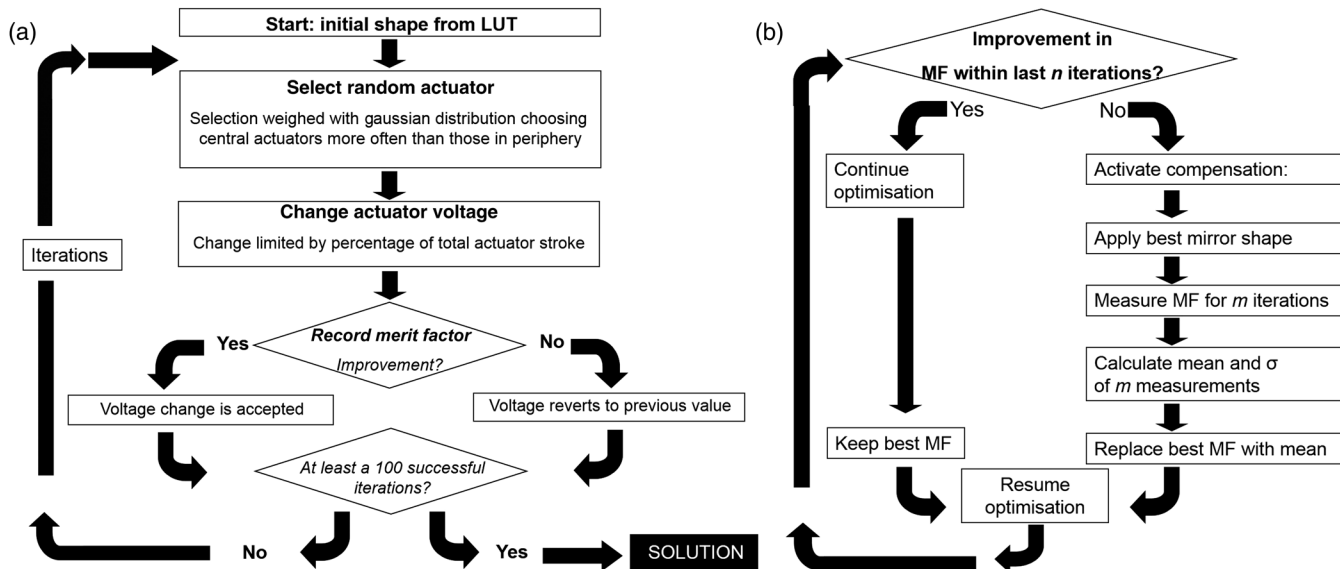 (a)
Start: initial shape from LUT
Select random actuator
Selection weighed with gaussian distribution choosing
central actuators more often than those in periphery
Change actuator voltage
Change limited by percentage of total actuator stroke
Iterations
Record merit factor
Improvement?
Yes
No
Voltage change is accepted
Voltage reverts to previous value
At least a 100 successful
iterations?
No
Yes
SOLUTION
(b)
Improvement in
MF within last n iterations?
Yes
No
Continue
optimisation
Keep best MF
Activate compensation:
Apply best mirror shape
Measure MF for m iterations
Calculate mean and σ
of m measurements
Replace best MF with mean
Resume
optimisation